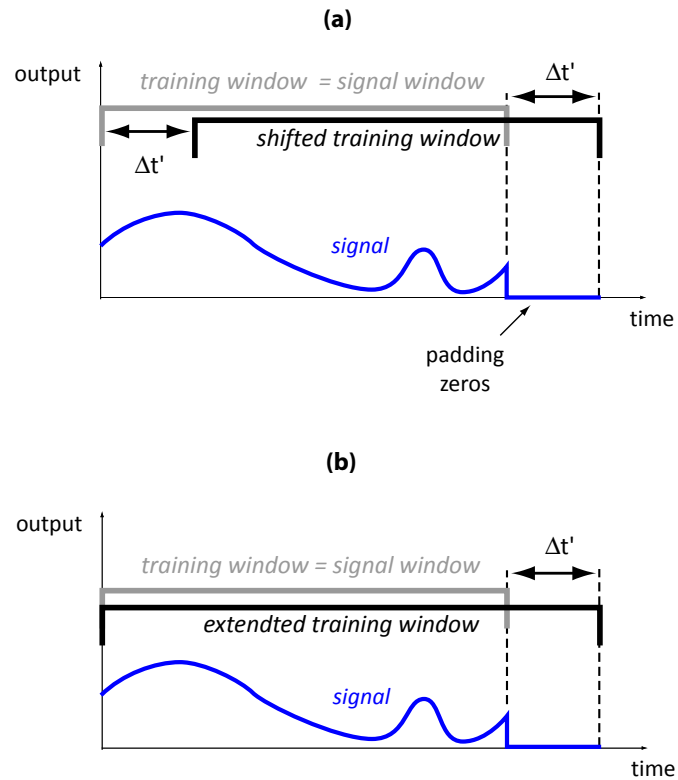 (a)
output
training window = signal window
Δt'
shifted training window
Δt'
signal
time
padding
zeros
(b)
output
Δt'
training window = signal window
extendted training window
signal
time